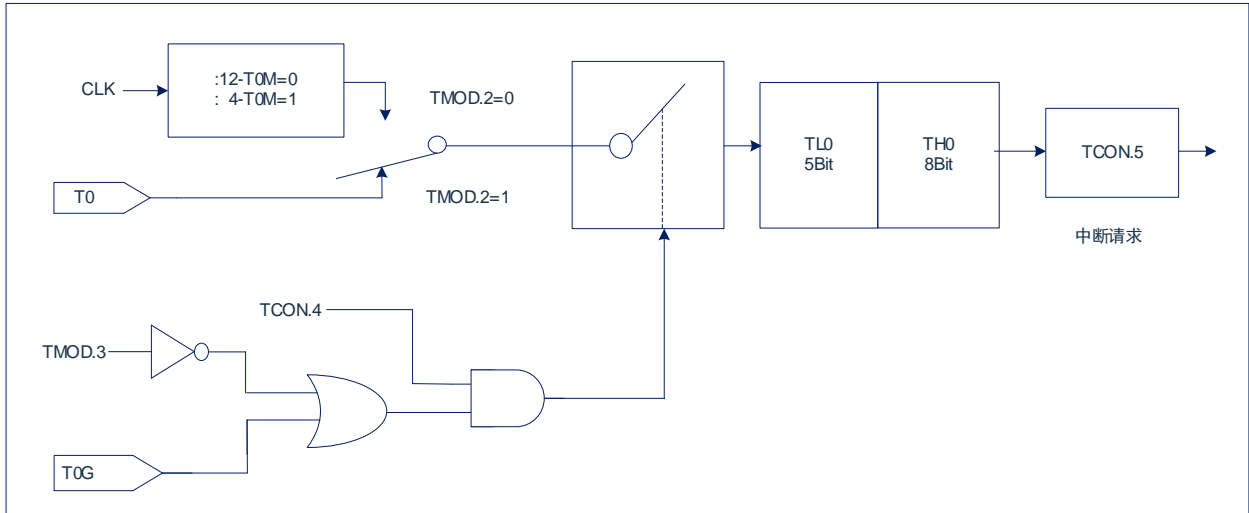 CLK
:12-T0M=0
: 4-T0M=1
TMOD.2=0
T0
TMOD.2=1
TL0
5Bit
TH0
8Bit
TCON.5
中断请求
TCON.4
TMOD.3
T0G